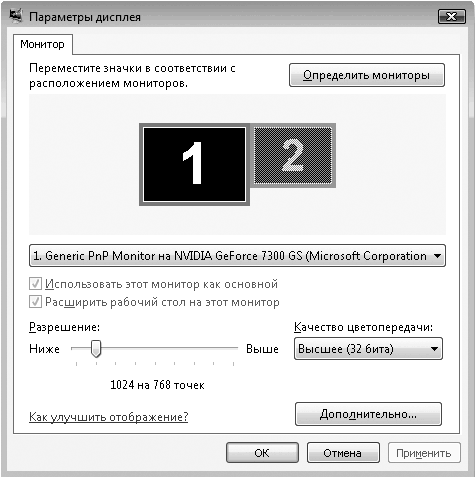 Параметры дисплея
Монитор
Переместите значки в соответствии с
расположением мониторов.
Определить мониторы
1
2
1. Generic PnP Monitor на NVIDIA GeForce 7300 GS (Microsoft Corporation
Использовать этот монитор как основной
Расширить рабочий стол на этот монитор
Разрешение:
Качество цветопередачи:
Ниже
Выше
Высшее (32 бита)
1024 на 768 точек
Как улучшить отображение?
Дополнительно...
ОК
Отмена
Применить